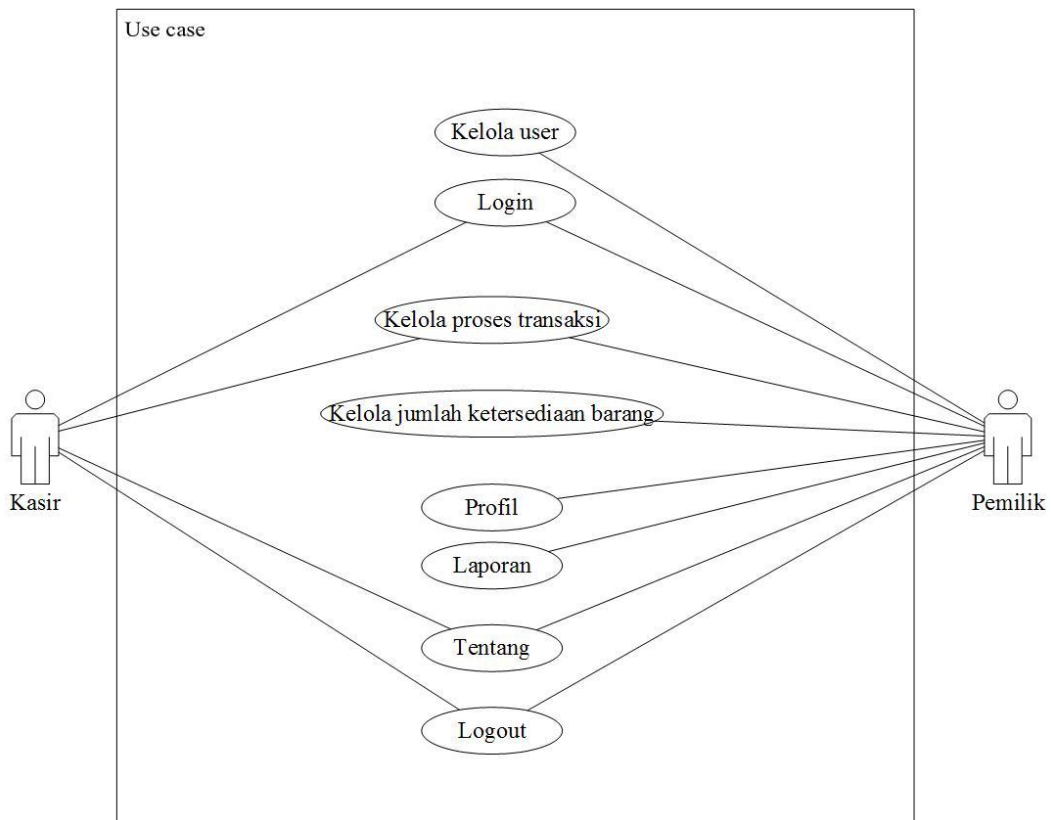 Use case
Kelola user
Login
Kelola proses transaksi
Kelola jumlah ketersediaan barang
Kasir
Pemilik
Profil
Laporan
Tentang
Logout